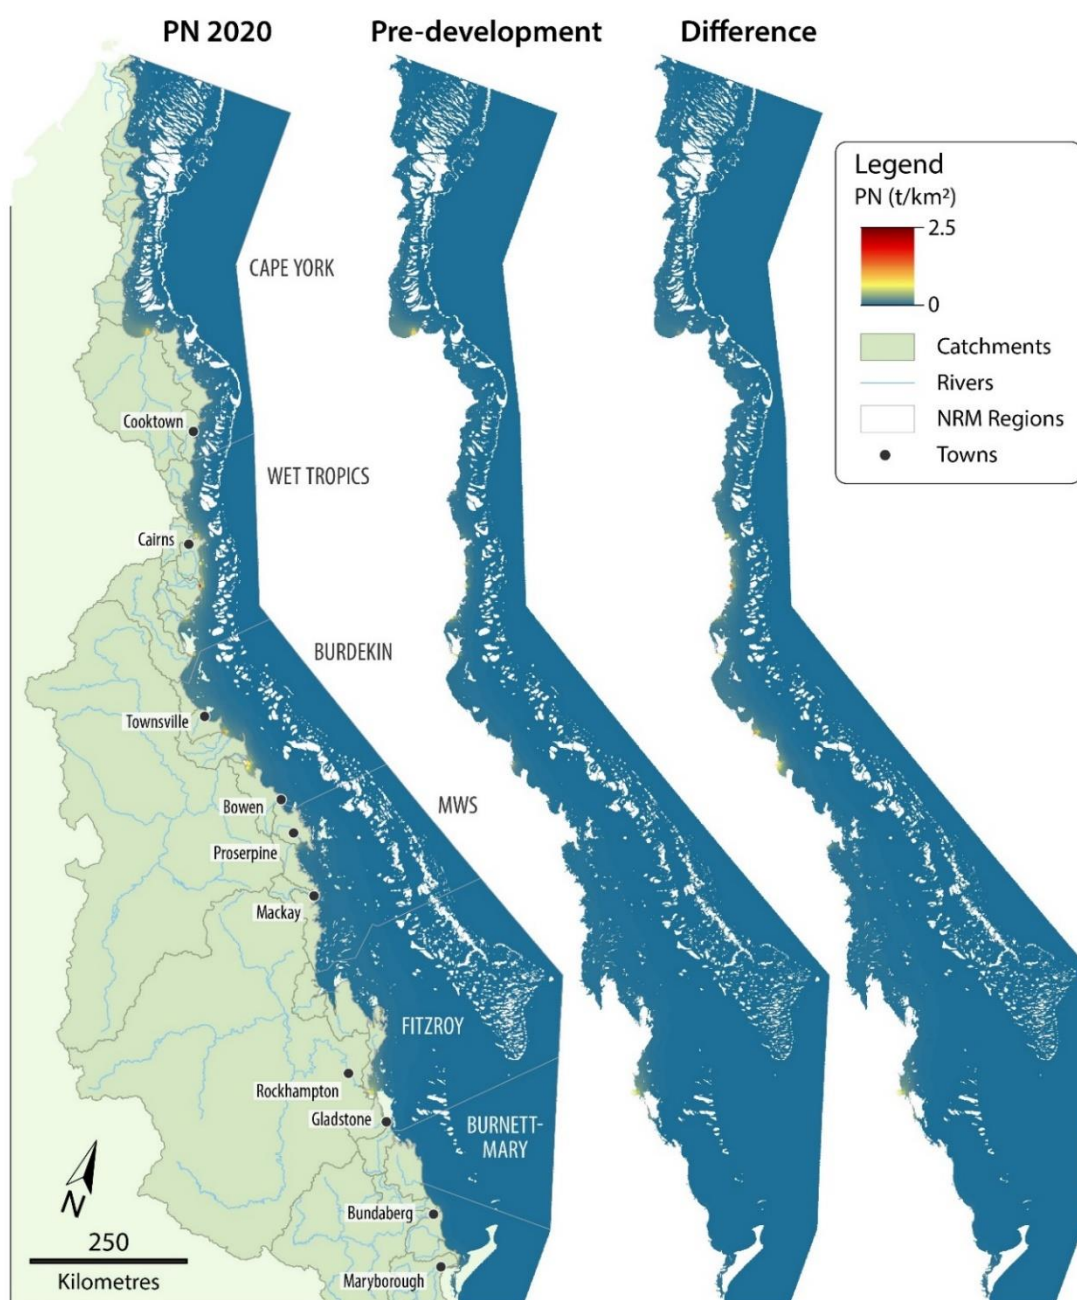 PN 2020
Pre-development
Difference
Legend
PN (t/km²)
2.5
0
Catchments
Rivers
NRM Regions
Towns
CAPE YORK
Cooktown
WET TROPICS
Cairns
BURDEKIN
Townsville
Bowen
MWS
Proserpine
Mackay
FITZROY
Rockhampton
Gladstone
BURNETT-
MARY
N
Bundaberg
250
Kilometres
Maryborough